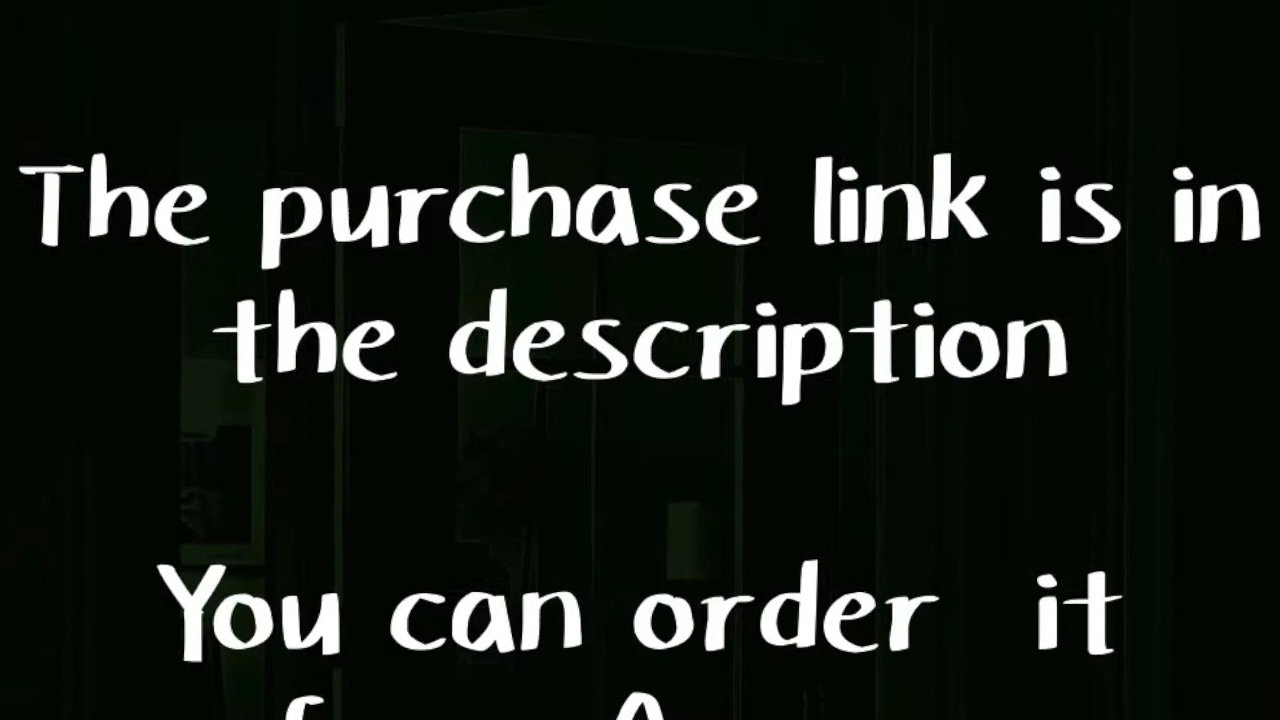 The purchase link is in
the description
You can order it